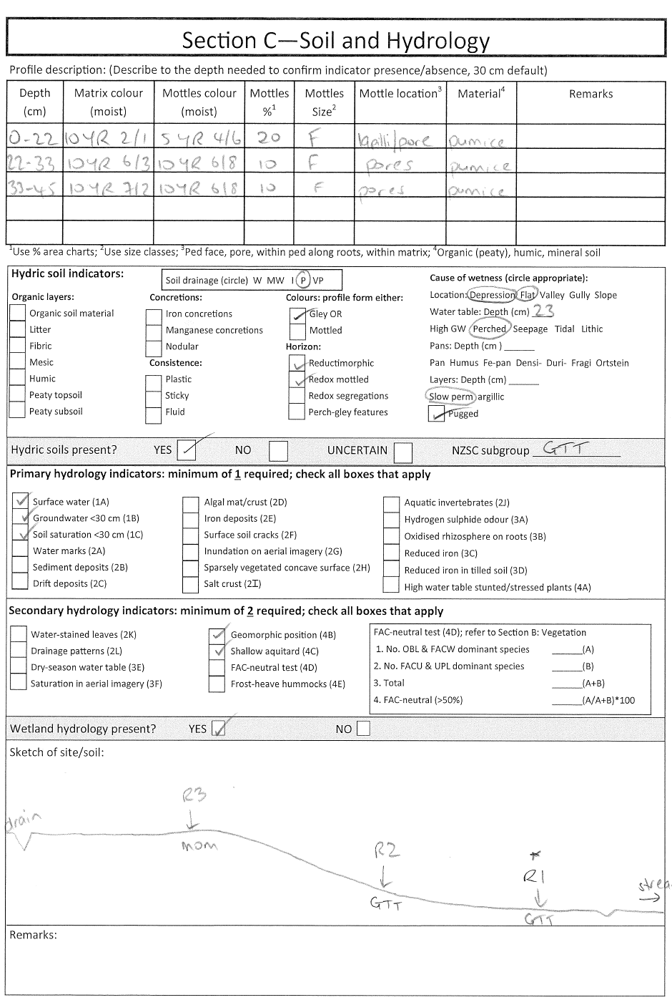 Section C—Soil and Hydrology
Profile description: (Describe to the depth needed to confirm indicator presence/absence, 30 cm default)
Depth (cm) Matrix colour (moist) Mottles colour (moist) Mottles %1 Mottles Size2 Mottle location3 Material4 Remarks
0-22 10YR 2/1 5YR 4/6 20 F lapilli/pore pumice
22-33 10YR 6/3 10YR 6/8 10 F pores pumice
33-45 10YR 7/2 10YR 6/8 10 F pores pumice
1Use % area charts; 2Use size classes; 3Ped face, pore, within ped along roots, within matrix; 4Organic (peaty), humic, mineral soil
Hydric soil indicators:
Soil drainage (circle) W MW I P VP
Organic layers:
Organic soil material
Litter
Fibric
Mesic
Humic
Peaty topsoil
Peaty subsoil
Concretions:
Iron concretions
Manganese concretions
Nodular
Consistence:
Plastic
Sticky
Fluid
Colours: profile form either:
Gley OR
Mottled
Horizon:
Reductimorphic
Redox mottled
Redox segregations
Perch-gley features
Cause of wetness (circle appropriate):
Location: Depression Flat Valley Gully Slope
Water table: Depth (cm) 23
High GW Perched Seepage Tidal Lithic
Pans: Depth (cm ) ______
Pan Humus Fe-pan Densi- Duri- Fragi Ortstein
Layers: Depth (cm) ______
Slow perm argillic
Pugged
Hydric soils present? YES NO UNCERTAIN NZSC subgroup GTT
Primary hydrology indicators: minimum of 1 required; check all boxes that apply
Surface water (1A)
Groundwater <30 cm (1B)
Soil saturation <30 cm (1C)
Water marks (2A)
Sediment deposits (2B)
Drift deposits (2C)
Algal mat/crust (2D)
Iron deposits (2E)
Surface soil cracks (2F)
Inundation on aerial imagery (2G)
Sparsely vegetated concave surface (2H)
Salt crust (2I)
Aquatic invertebrates (2J)
Hydrogen sulphide odour (3A)
Oxidised rhizosphere on roots (3B)
Reduced iron (3C)
Reduced iron in tilled soil (3D)
High water table stunted/stressed plants (4A)
Secondary hydrology indicators: minimum of 2 required; check all boxes that apply
Water-stained leaves (2K)
Drainage patterns (2L)
Dry-season water table (3E)
Saturation in aerial imagery (3F)
Geomorphic position (4B)
Shallow aquitard (4C)
FAC-neutral test (4D)
Frost-heave hummocks (4E)
FAC-neutral test (4D); refer to Section B: Vegetation
1. No. OBL & FACW dominant species ______(A)
2. No. FACU & UPL dominant species ______(B)
3. Total ______(A+B)
4. FAC-neutral (>50%) ______(A/A+B)*100
Wetland hydrology present? YES NO
Sketch of site/soil:
drain
R3
mom
R2
GTT
*
R1
GTT
strea
Remarks: